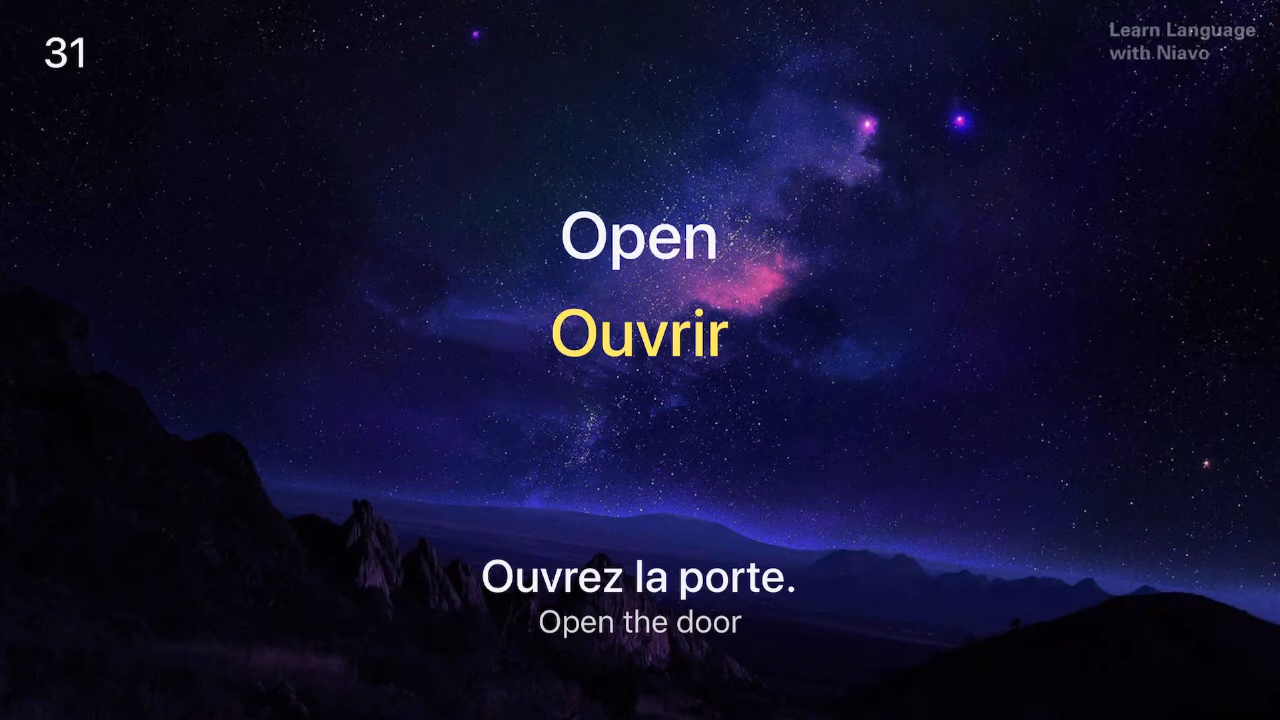 31
Learn Language
with Niavo
Open
Ouvrir
Ouvrez la porte.
Open the door